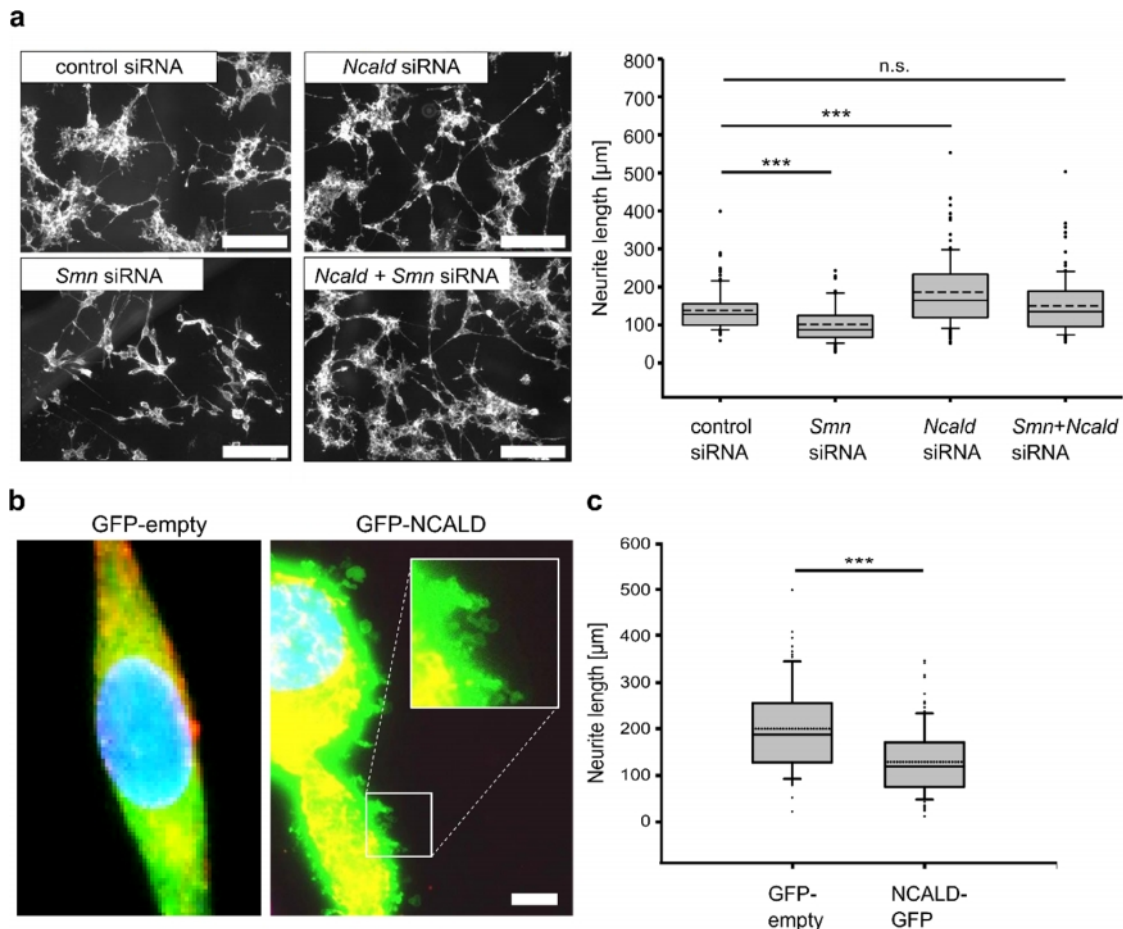 a
control siRNA
Ncald siRNA
Smn siRNA
Ncald + Smn siRNA
Neurite length [µm]
800
700
600
500
400
300
200
100
0
n.s.
***
***
control
siRNA
Smn
siRNA
Ncald
siRNA
Smn+Ncald
siRNA
b
GFP-empty
GFP-NCALD
c
Neurite length [µm]
600
500
400
300
200
100
0
***
GFP-
empty
NCALD-
GFP